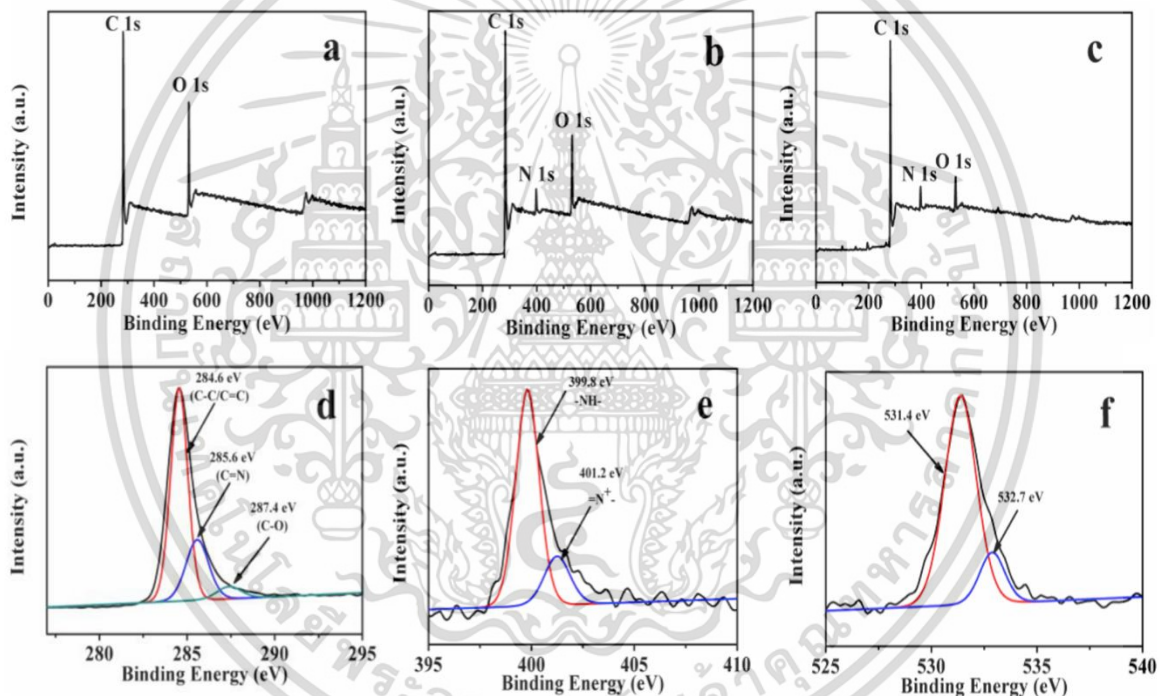 C 1s
O 1s
a
Intensity (a.u.)
0 200 400 600 800 1000 1200
Binding Energy (eV)
C 1s
N 1s
O 1s
b
Intensity (a.u.)
0 200 400 600 800 1000 1200
Binding Energy (eV)
C 1s
N 1s
O 1s
c
Intensity (a.u.)
0 200 400 600 800 1000 1200
Binding Energy (eV)
284.6 eV
(C-C/C=C)
285.6 eV
(C=N)
287.4 eV
(C-O)
d
Intensity (a.u.)
280 285 290 295
Binding Energy (eV)
399.8 eV
-NH-
401.2 eV
=N⁺-
e
Intensity (a.u.)
395 400 405 410
Binding Energy (eV)
531.4 eV
532.7 eV
f
Intensity (a.u.)
525 530 535 540
Binding Energy (eV)